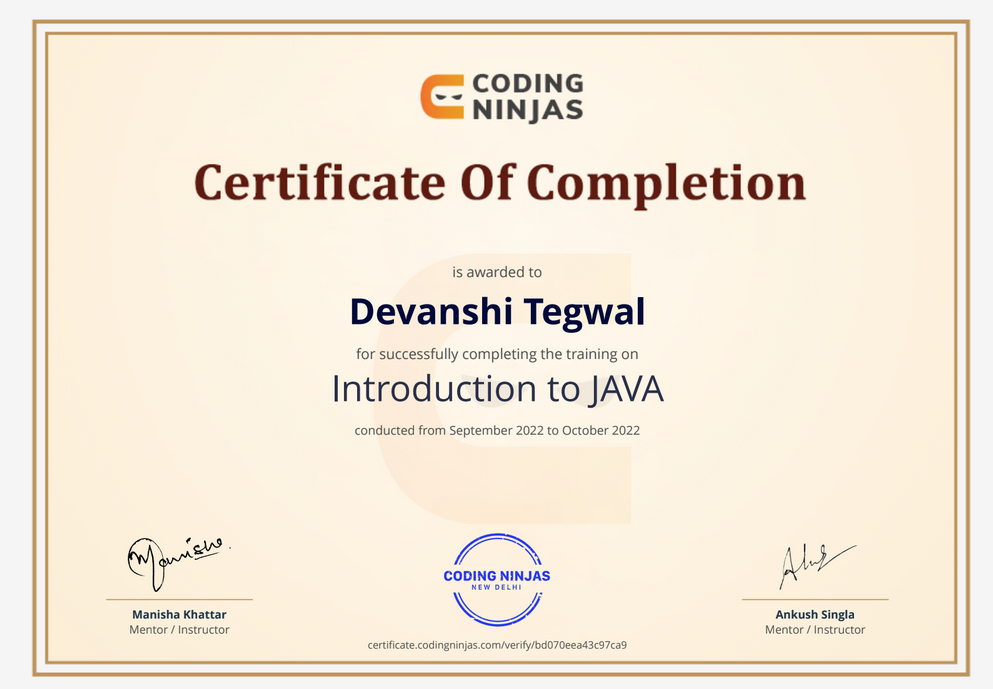 CODING
NINJAS
Certificate Of Completion
is awarded to
Devanshi Tegwal
for successfully completing the training on
Introduction to JAVA
conducted from September 2022 to October 2022
Manishe
CODING NINJAS
NEW DELHI
Manisha Khattar
Mentor / Instructor
Ankush Singla
Mentor / Instructor
certificate.codingninjas.com/verify/bd070eea43c97ca9